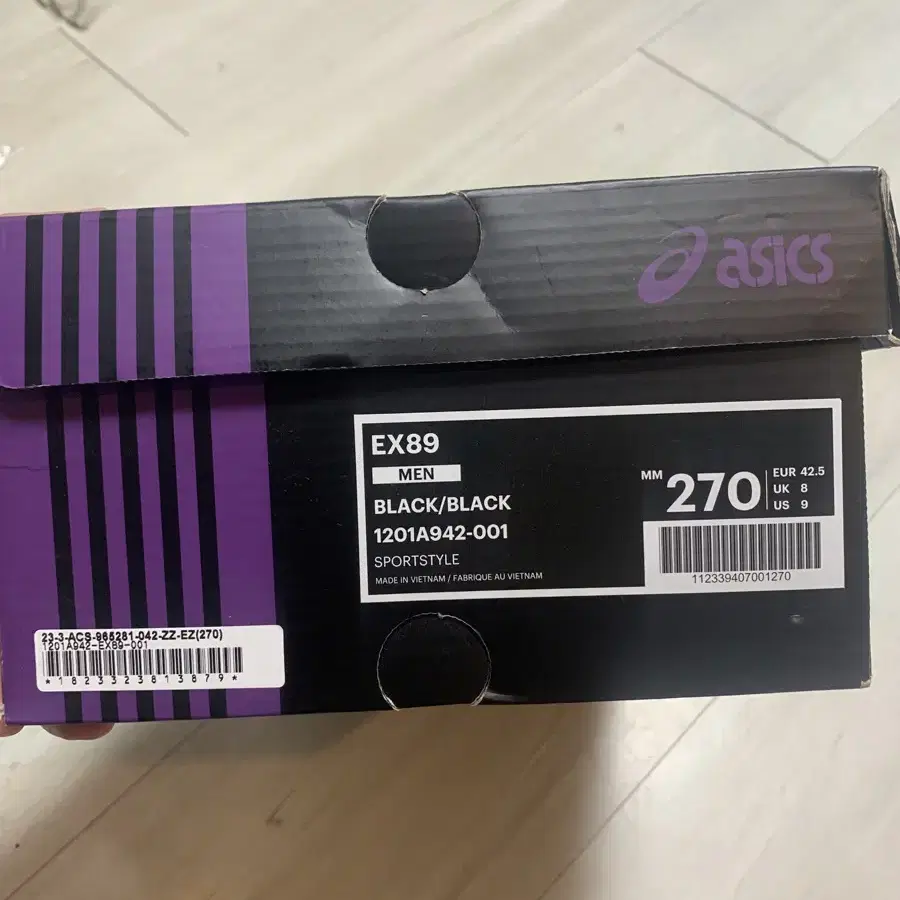 asics
EX89
MEN
BLACK/BLACK
1201A942-001
SPORTSTYLE
MADE IN VIETNAM / FABRIQUE AU VIETNAM
MM 270
EUR 42.5
UK 8
US 9
112339407001270
23-3-ACS-965281-042-ZZ-EZ(270)
1201A942-EX89-001
*1823323813879*